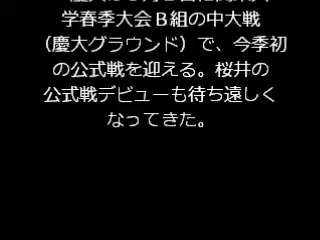 学春季大会Ｂ組の中大戦
（慶大グラウンド）で、今季初
の公式戦を迎える。桜井の
公式戦デビューも待ち遠しく
なってきた。